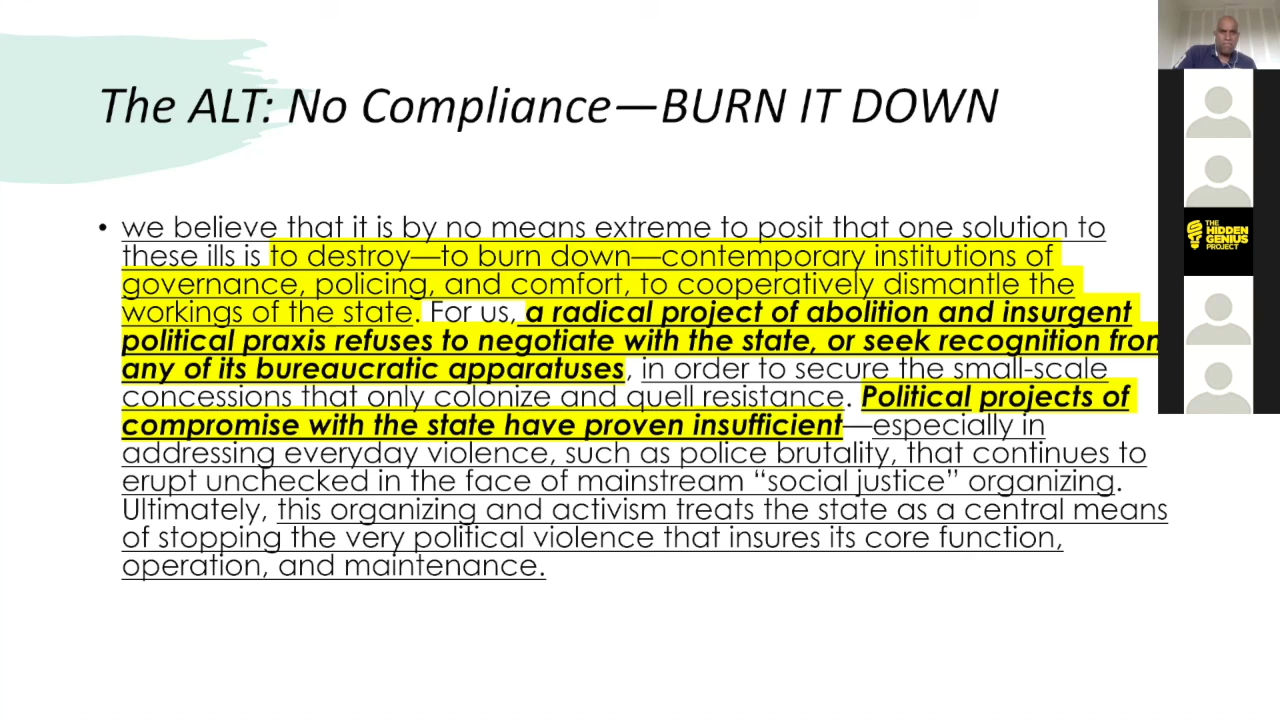 The ALT: No Compliance—BURN IT DOWN
• we believe that it is by no means extreme to posit that one solution to
these ills is to destroy—to burn down—contemporary institutions of
governance, policing, and comfort, to cooperatively dismantle the
workings of the state. For us, a radical project of abolition and insurgent
political praxis refuses to negotiate with the state, or seek recognition from
any of its bureaucratic apparatuses, in order to secure the small-scale
concessions that only colonize and quell resistance. Political projects of
compromise with the state have proven insufficient—especially in
addressing everyday violence, such as police brutality, that continues to
erupt unchecked in the face of mainstream “social justice” organizing.
Ultimately, this organizing and activism treats the state as a central means
of stopping the very political violence that insures its core function,
operation, and maintenance.
THE
HIDDEN
GENIUS
PROJECT